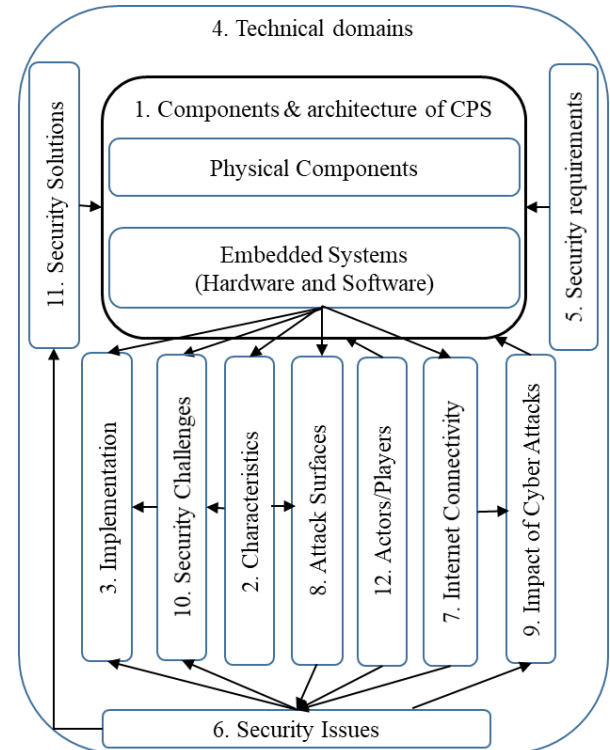 4. Technical domains
1. Components & architecture of CPS
Physical Components
Embedded Systems
(Hardware and Software)
11. Security Solutions
5. Security requirements
3. Implementation
10. Security Challenges
2. Characteristics
8. Attack Surfaces
12. Actors/Players
7. Internet Connectivity
9. Impact of Cyber Attacks
6. Security Issues